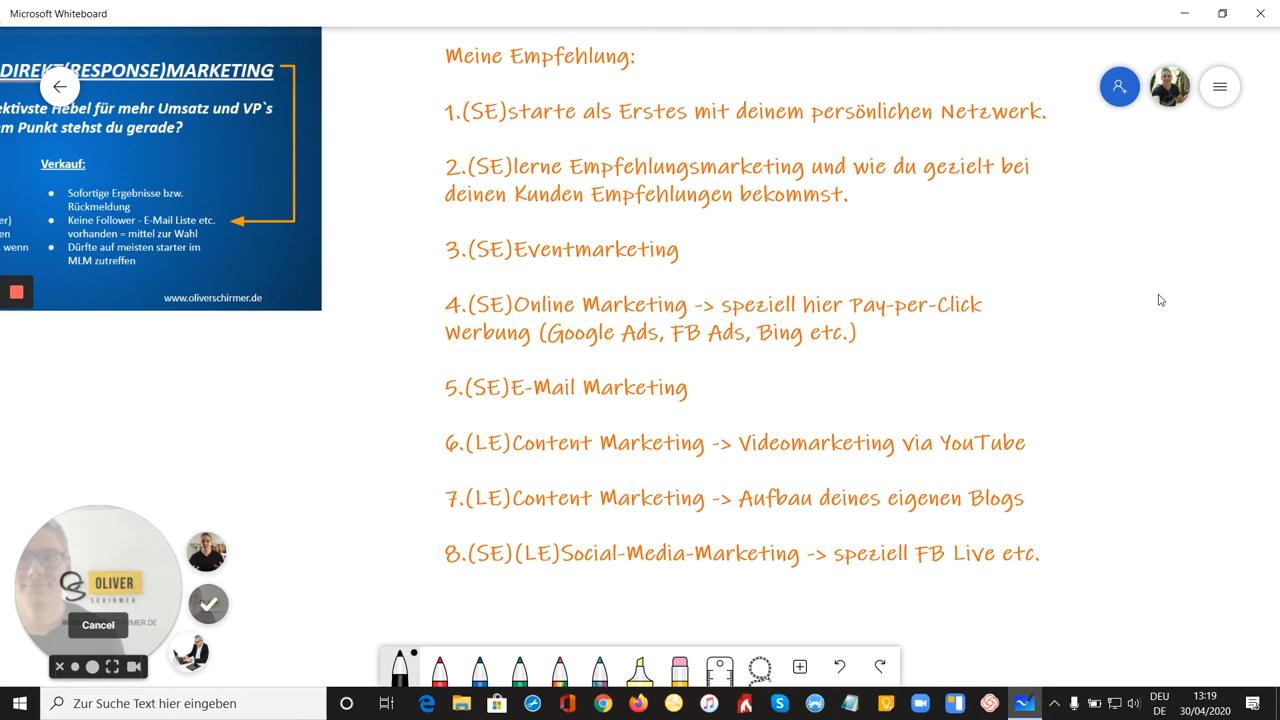 Microsoft Whiteboard
DIREKT(RESPONSE)MARKETING
ektivste Hebel für mehr Umsatz und VP`s
em Punkt stehst du gerade?
Verkauf:
● Sofortige Ergebnisse bzw.
Rückmeldung
er) ● Keine Follower - E-Mail Liste etc.
en vorhanden = mittel zur Wahl
wenn ● Dürfte auf meisten starter im
MLM zutreffen
www.oliverschirmer.de
Meine Empfehlung:
1.(SE)starte als Erstes mit deinem persönlichen Netzwerk.
2.(SE)lerne Empfehlungsmarketing und wie du gezielt bei
deinen Kunden Empfehlungen bekommst.
3.(SE)Eventmarketing
4.(SE)Online Marketing -> speziell hier Pay-per-Click
Werbung (Google Ads, FB Ads, Bing etc.)
5.(SE)E-Mail Marketing
6.(LE)Content Marketing -> Videomarketing via YouTube
7.(LE)Content Marketing -> Aufbau deines eigenen Blogs
8.(SE)(LE)Social-Media-Marketing -> speziell FB Live etc.
OLIVER
SCHIRMER
Cancel
Zur Suche Text hier eingeben
DEU
DE
13:19
30/04/2020